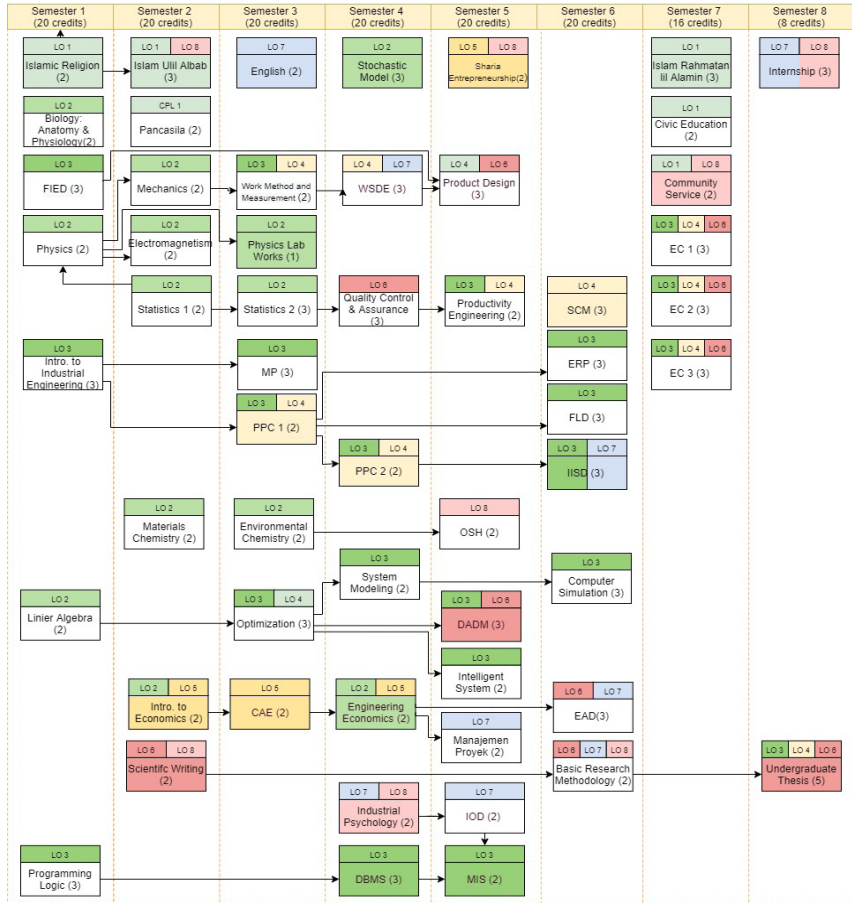 Semester 1
(20 credits)
Semester 2
(20 credits)
Semester 3
(20 credits)
Semester 4
(20 credits)
Semester 5
(20 credits)
Semester 6
(20 credits)
Semester 7
(16 credits)
Semester 8
(8 credits)
LO 1
Islamic Religion
(2)
LO 1 LO 8
Islam Ulil Albab
(3)
LO 7
English (2)
LO 2
Stochastic
Model (3)
LO 5 LO 8
Sharia
Entrepreneurship(2)
LO 1
Islam Rahmatan
lil Alamin (3)
LO 7 LO 8
Internship (3)
LO 2
Biology:
Anatomy &
Physiology(2)
CPL 1
Pancasila (2)
LO 1
Civic Education
(2)
LO 3
FIED (3)
LO 2
Mechanics (2)
LO 3 LO 4
Work Method and
Measurement (2)
LO 4 LO 7
WSDE (3)
LO 4 LO 6
Product Design
(3)
LO 1 LO 8
Community
Service (2)
LO 2
Physics (2)
LO 2
Electromagnetism
(2)
LO 2
Physics Lab
Works (1)
LO 3 LO 4 LO 6
EC 1 (3)
LO 2
Statistics 1 (2)
LO 2
Statistics 2 (3)
LO 6
Quality Control
& Assurance
(3)
LO 3 LO 4
Productivity
Engineering (2)
LO 4
SCM (3)
LO 3 LO 4 LO 6
EC 2 (3)
LO 3
Intro. to
Industrial
Engineering (3)
LO 3
MP (3)
LO 3
ERP (3)
LO 3 LO 4 LO 6
EC 3 (3)
LO 3 LO 4
PPC 1 (2)
LO 3
FLD (3)
LO 3 LO 4
PPC 2 (2)
LO 3 LO 7
IISD (3)
LO 2
Materials
Chemistry (2)
LO 2
Environmental
Chemistry (2)
LO 8
OSH (2)
LO 3
System
Modeling (2)
LO 3
Computer
Simulation (3)
LO 2
Linier Algebra
(2)
LO 3 LO 4
Optimization (3)
LO 3 LO 6
DADM (3)
LO 3
Intelligent
System (2)
LO 2 LO 5
Intro. to
Economics (2)
LO 5
CAE (2)
LO 2 LO 5
Engineering
Economics (2)
LO 6 LO 7
EAD(3)
LO 7
Manajemen
Proyek (2)
LO 6 LO 8
Scientifc Writing
(2)
LO 6 LO 7 LO 8
Basic Research
Methodology (2)
LO 3 LO 4 LO 6
Undergraduate
Thesis (5)
LO 7 LO 8
Industrial
Psychology (2)
LO 7
IOD (2)
LO 3
Programming
Logic (3)
LO 3
DBMS (3)
LO 3
MIS (2)